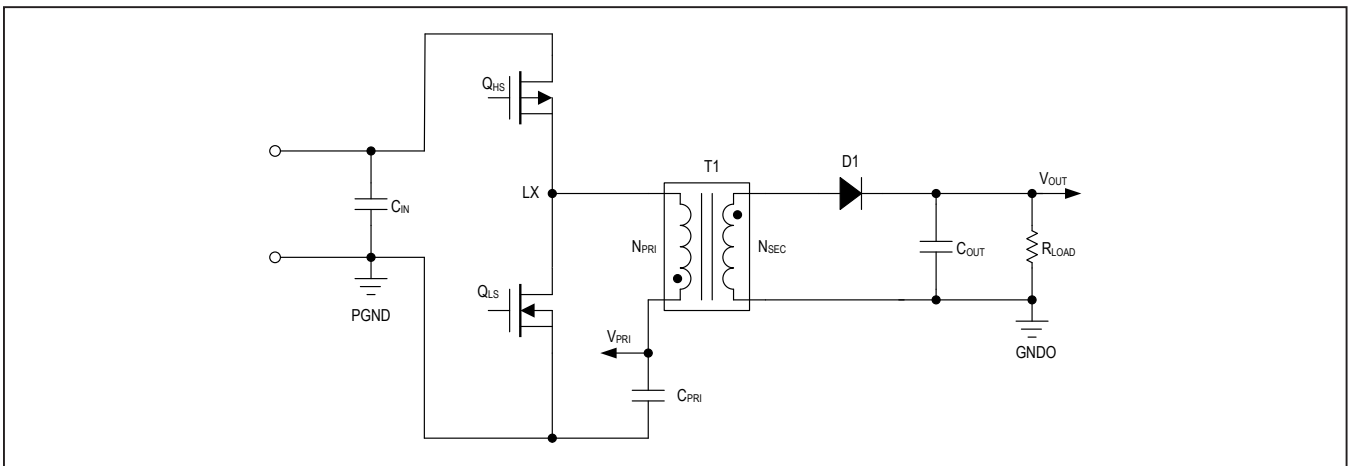 QHS
T1
D1
VOUT
LX
CIN
NPRI
NSEC
COUT
RLOAD
QLS
PGND
VPRI
GNDO
CPRI